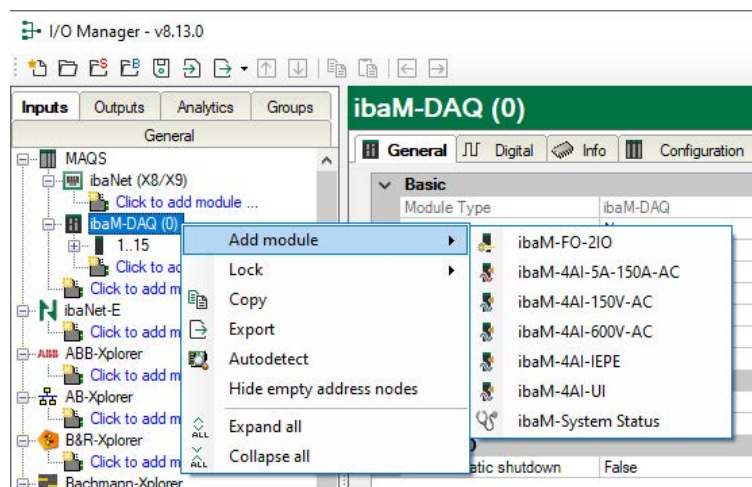 I/O Manager - v8.13.0
Inputs Outputs Analytics Groups
General
MAQS
ibaNet (X8/X9)
Click to add module ...
ibaM-DAQ (0)
1..15
Click to
Click to add m
ibaNet-E
Click to add m
ABB-Xplorer
Click to add m
AB-Xplorer
Click to add m
B&R-Xplorer
Click to add m
Bachmann-Xplorer
ibaM-DAQ (0)
General Digital Info Configuration
Basic
Module Type ibaM-DAQ
Add module
Lock
Copy
Export
Autodetect
Hide empty address nodes
Expand all
Collapse all
ibaM-FO-2IO
ibaM-4AI-5A-150A-AC
ibaM-4AI-150V-AC
ibaM-4AI-600V-AC
ibaM-4AI-IEPE
ibaM-4AI-UI
ibaM-System Status
atic shutdown False